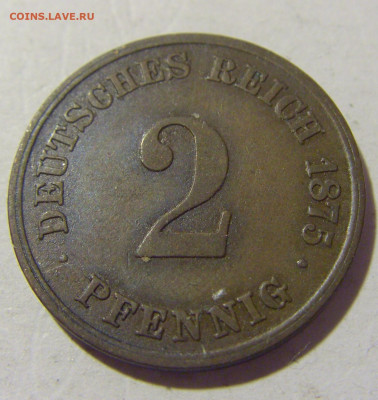 COINS.LAVE.RU
DEUTSCHES REICH 1875
2
PFENNIG